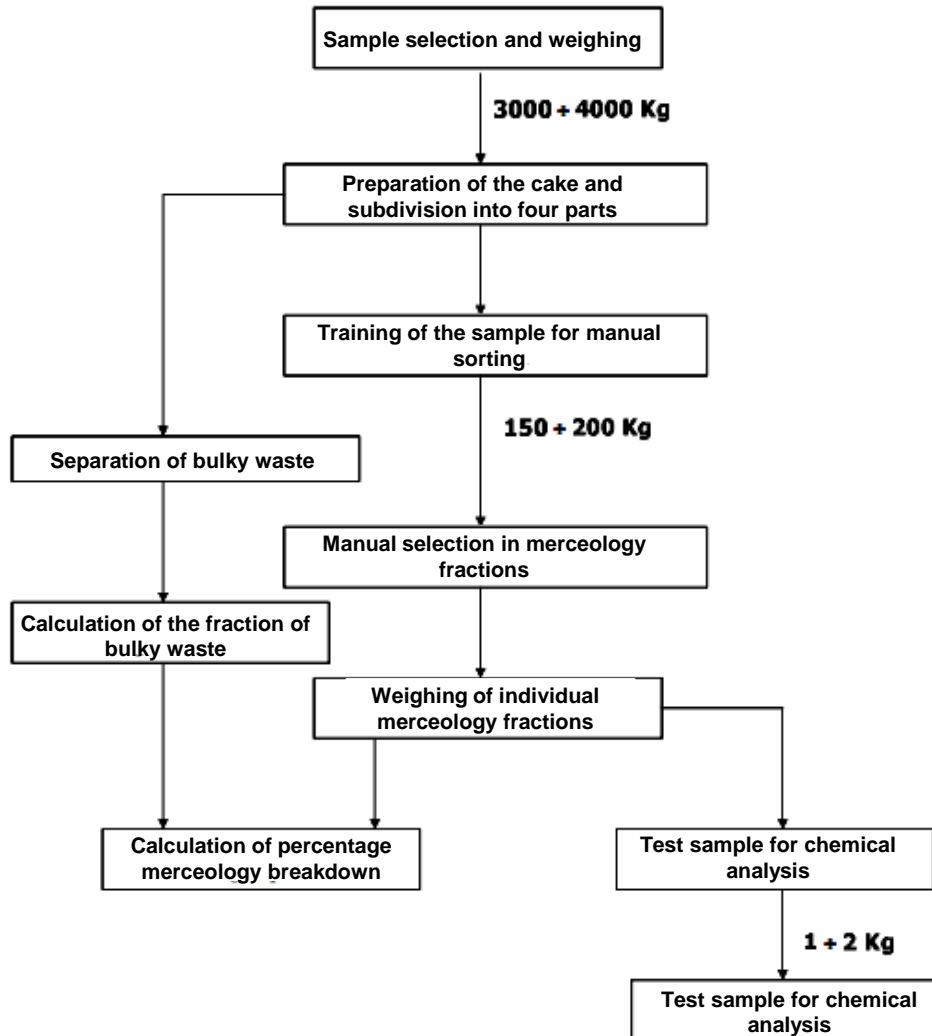 Sample selection and weighing
3000 + 4000 Kg
Preparation of the cake and
subdivision into four parts
Training of the sample for manual
sorting
150 + 200 Kg
Separation of bulky waste
Manual selection in merceology
fractions
Calculation of the fraction of
bulky waste
Weighing of individual
merceology fractions
Calculation of percentage
merceology breakdown
Test sample for chemical
analysis
1 + 2 Kg
Test sample for chemical
analysis